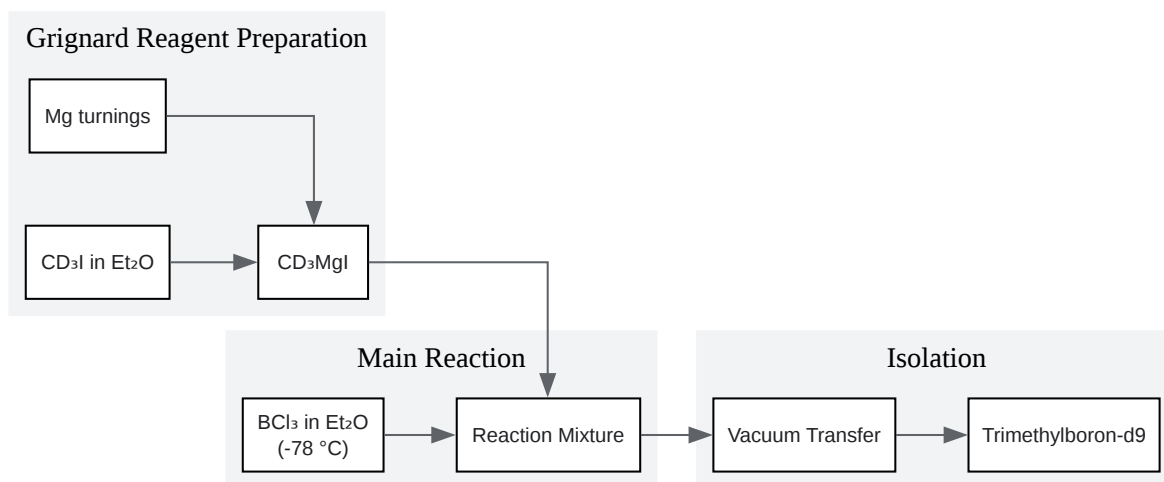 Grignard Reagent Preparation
Mg turnings
CD₃I in Et₂O
CD₃MgI
Main Reaction
BCl₃ in Et₂O
(-78 °C)
Reaction Mixture
Isolation
Vacuum Transfer
Trimethylboron-d9